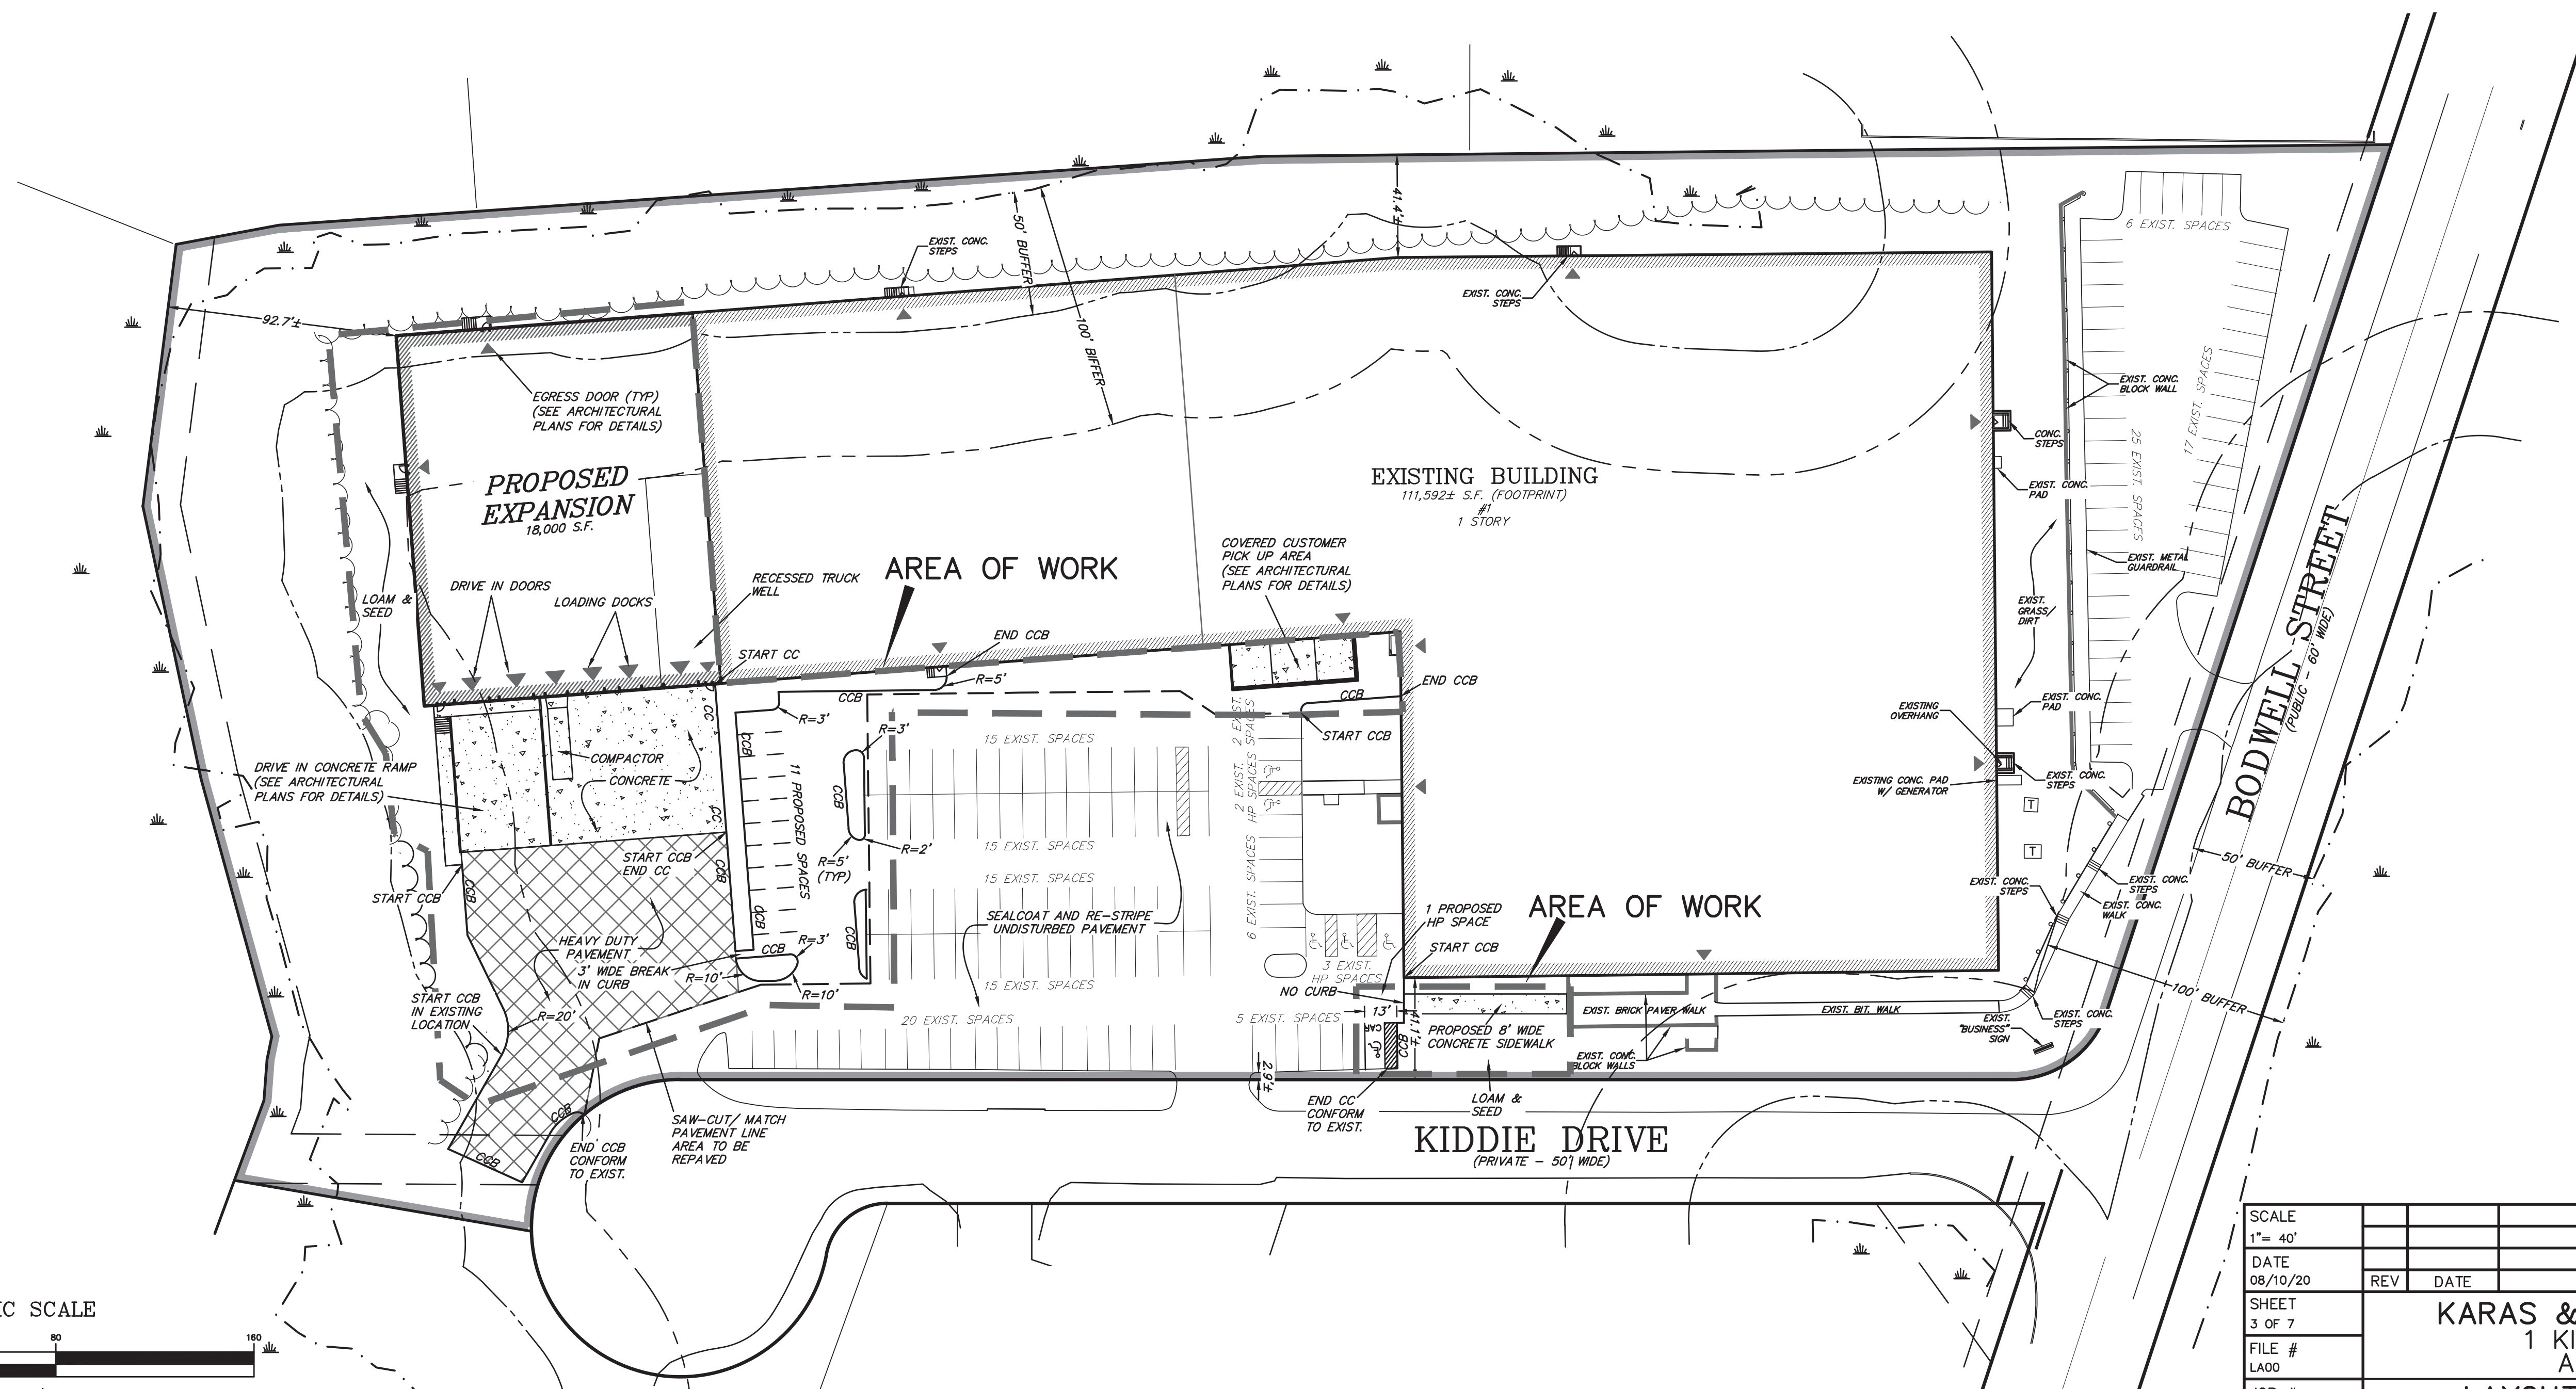 EXIST. CONC.
STEPS
50' BUFFER
100' BIFFER
41.4'±
EXIST. CONC.
STEPS
92.7'±
EGRESS DOOR (TYP)
(SEE ARCHITECTURAL
PLANS FOR DETAILS)
PROPOSED
EXPANSION
18,000 S.F.
EXISTING BUILDING
111,592± S.F. (FOOTPRINT)
#1
1 STORY
6 EXIST. SPACES
17 EXIST. SPACES
25 EXIST. SPACES
EXIST. CONC.
BLOCK WALL
CONC.
STEPS
EXIST. CONC.
PAD
EXIST. METAL
GUARDRAIL
EXIST.
GRASS/
DIRT
EXIST. CONC.
PAD
EXISTING
OVERHANG
EXIST. CONC.
STEPS
EXISTING CONC. PAD
W/ GENERATOR
T
T
BODWELL STREET
(PUBLIC - 60' WIDE)
50' BUFFER
100' BUFFER
LOAM &
SEED
DRIVE IN DOORS
LOADING DOCKS
RECESSED TRUCK
WELL
AREA OF WORK
COVERED CUSTOMER
PICK UP AREA
(SEE ARCHITECTURAL
PLANS FOR DETAILS)
START CC
END CCB
R=5'
CCB
R=3'
CC
CCB
END CCB
START CCB
COMPACTOR
CONCRETE
DRIVE IN CONCRETE RAMP
(SEE ARCHITECTURAL
PLANS FOR DETAILS)
CCB
11 PROPOSED SPACES
R=3'
CCB
R=5'
(TYP)
R=2'
CC
START CCB
END CC
CCB
CCB
CCB
START CCB
CCB
HEAVY DUTY
PAVEMENT
3' WIDE BREAK
IN CURB
CCB
R=3'
R=10'
R=10'
START CCB
IN EXISTING
LOCATION
R=20'
15 EXIST. SPACES
15 EXIST. SPACES
15 EXIST. SPACES
SEALCOAT AND RE-STRIPE
UNDISTURBED PAVEMENT
15 EXIST. SPACES
20 EXIST. SPACES
5 EXIST. SPACES
2 EXIST.
SPACES
2 EXIST.
HP SPACES
6 EXIST. SPACES
3 EXIST.
HP SPACES
1 PROPOSED
HP SPACE
START CCB
AREA OF WORK
NO CURB
13'
41.1'±
CAR
CCB
PROPOSED 8' WIDE
CONCRETE SIDEWALK
EXIST. BRICK PAVER WALK
EXIST. BIT. WALK
EXIST. CONC.
BLOCK WALLS
EXIST. CONC.
STEPS
EXIST. CONC.
STEPS
EXIST. CONC.
WALK
EXIST. CONC.
STEPS
EXIST.
"BUSINESS"
SIGN
2.9'±
END CC
CONFORM
TO EXIST.
LOAM &
SEED
KIDDIE DRIVE
(PRIVATE - 50' WIDE)
CCB
CCB
END CCB
CONFORM
TO EXIST.
SAW-CUT/ MATCH
PAVEMENT LINE
AREA TO BE
REPAVED
IC SCALE
80
160
SCALE
1"= 40'
DATE
08/10/20
REV
DATE
SHEET
3 OF 7
FILE #
LA00
KARAS &
1 KI
A